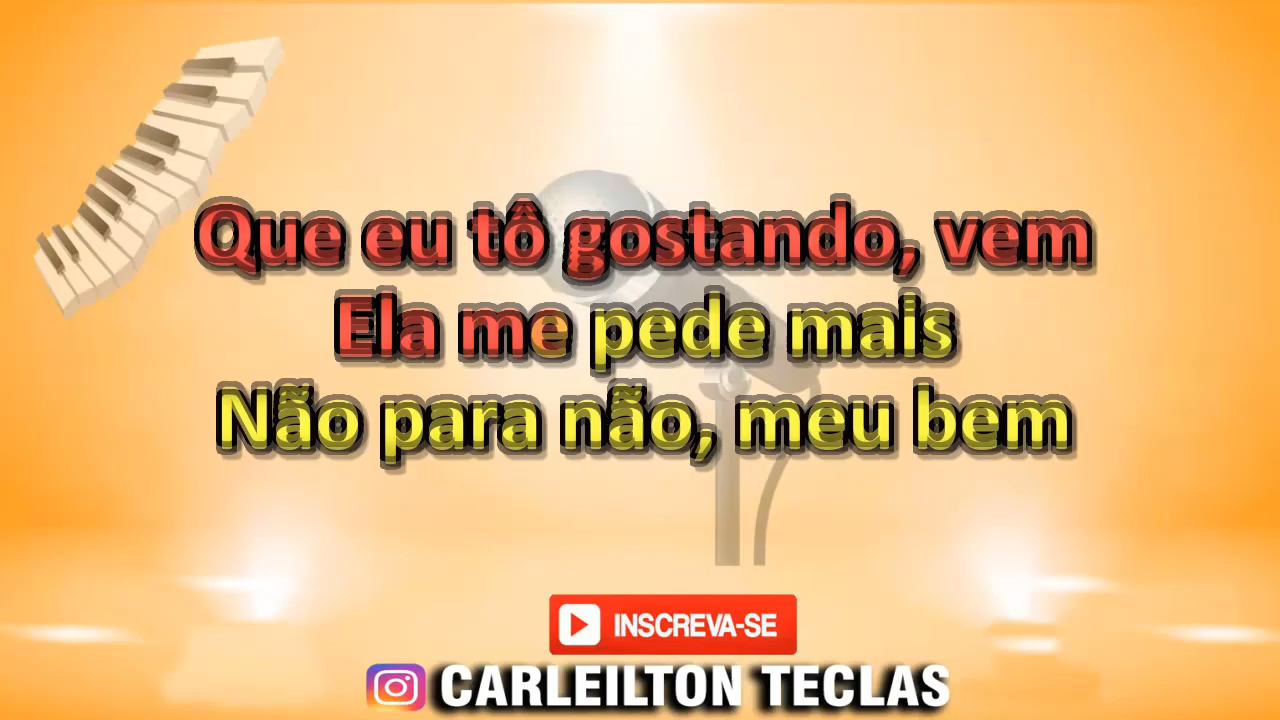 Que eu tô gostando, vem
Ela me pede mais
Não para não, meu bem
INSCREVA-SE
CARLEILTON TECLAS